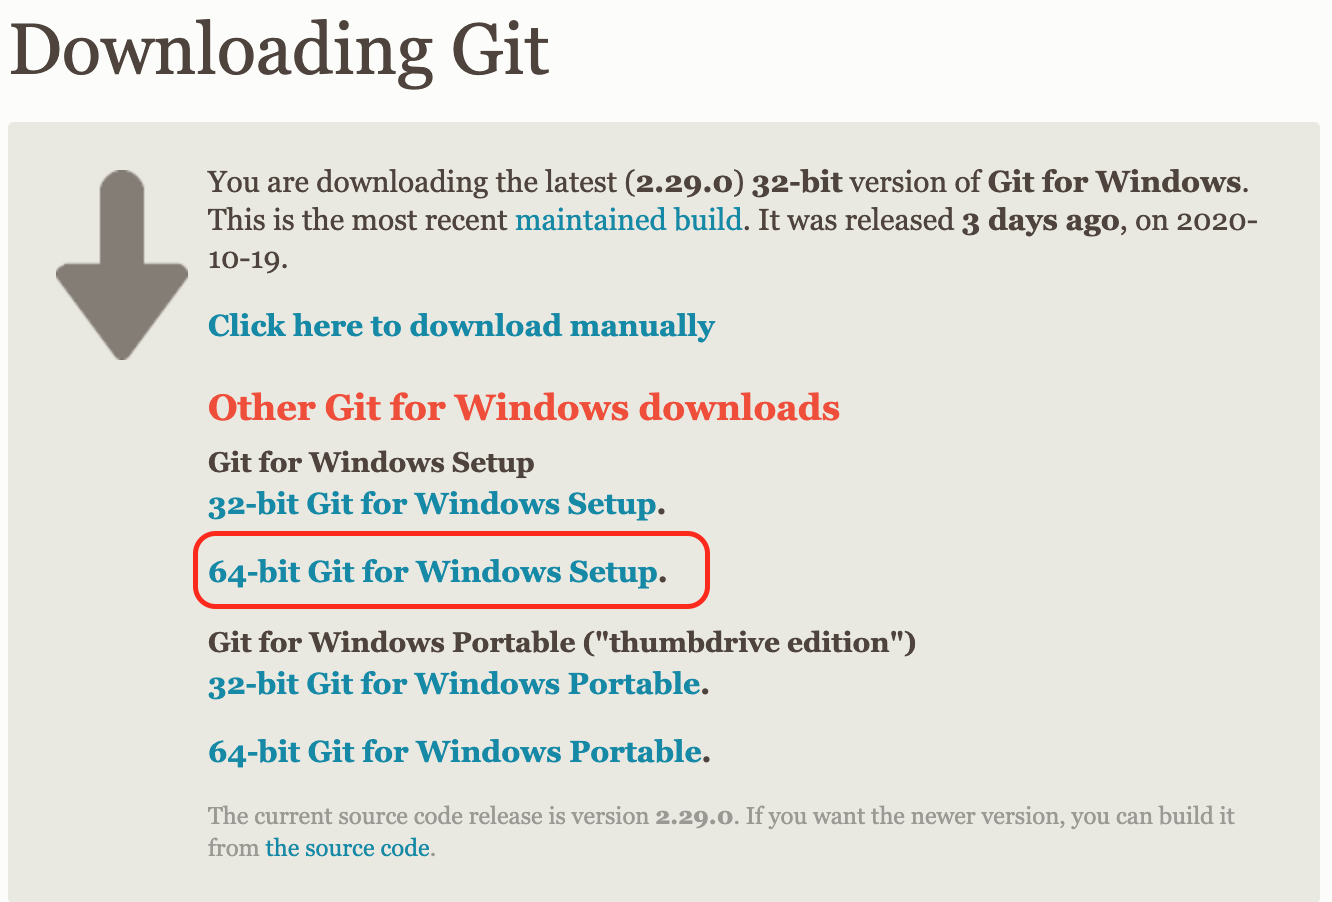 Downloading Git
You are downloading the latest (2.29.0) 32-bit version of Git for Windows.
This is the most recent maintained build. It was released 3 days ago, on 2020-
10-19.
Click here to download manually
Other Git for Windows downloads
Git for Windows Setup
32-bit Git for Windows Setup.
64-bit Git for Windows Setup.
Git for Windows Portable ("thumbdrive edition")
32-bit Git for Windows Portable.
64-bit Git for Windows Portable.
The current source code release is version 2.29.0. If you want the newer version, you can build it
from the source code.